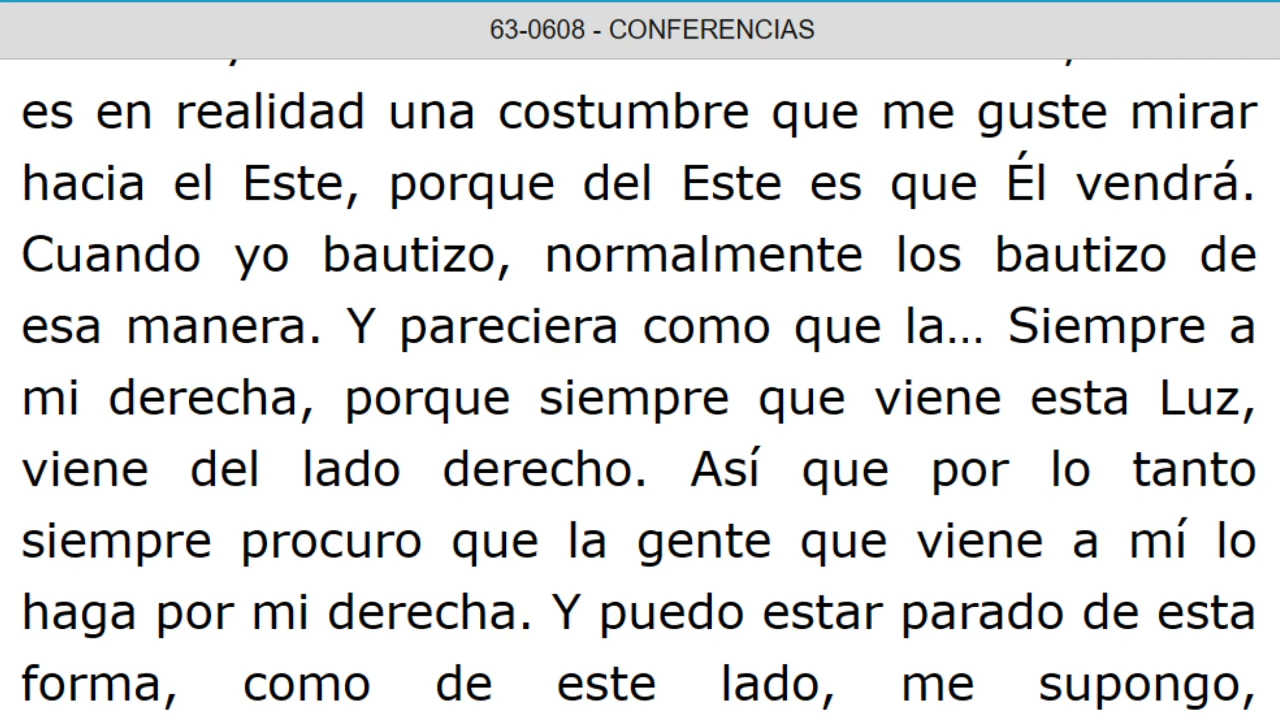 63-0608 - CONFERENCIAS
es en realidad una costumbre que me guste mirar
hacia el Este, porque del Este es que Él vendrá.
Cuando yo bautizo, normalmente los bautizo de
esa manera. Y pareciera como que la... Siempre a
mi derecha, porque siempre que viene esta Luz,
viene del lado derecho. Así que por lo tanto
siempre procuro que la gente que viene a mí lo
haga por mi derecha. Y puedo estar parado de esta
forma, como de este lado, me supongo,